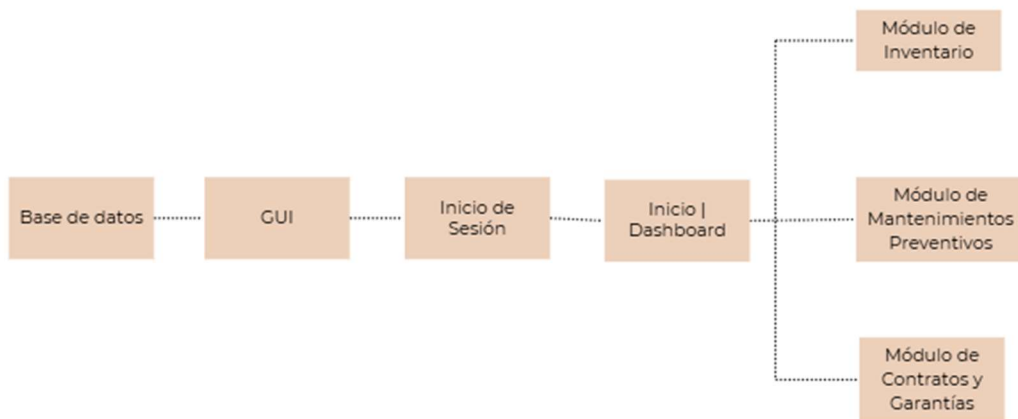 Base de datos
GUI
Inicio de
Sesión
Inicio |
Dashboard
Módulo de
Inventario
Módulo de
Mantenimientos
Preventivos
Módulo de
Contratos y
Garantías